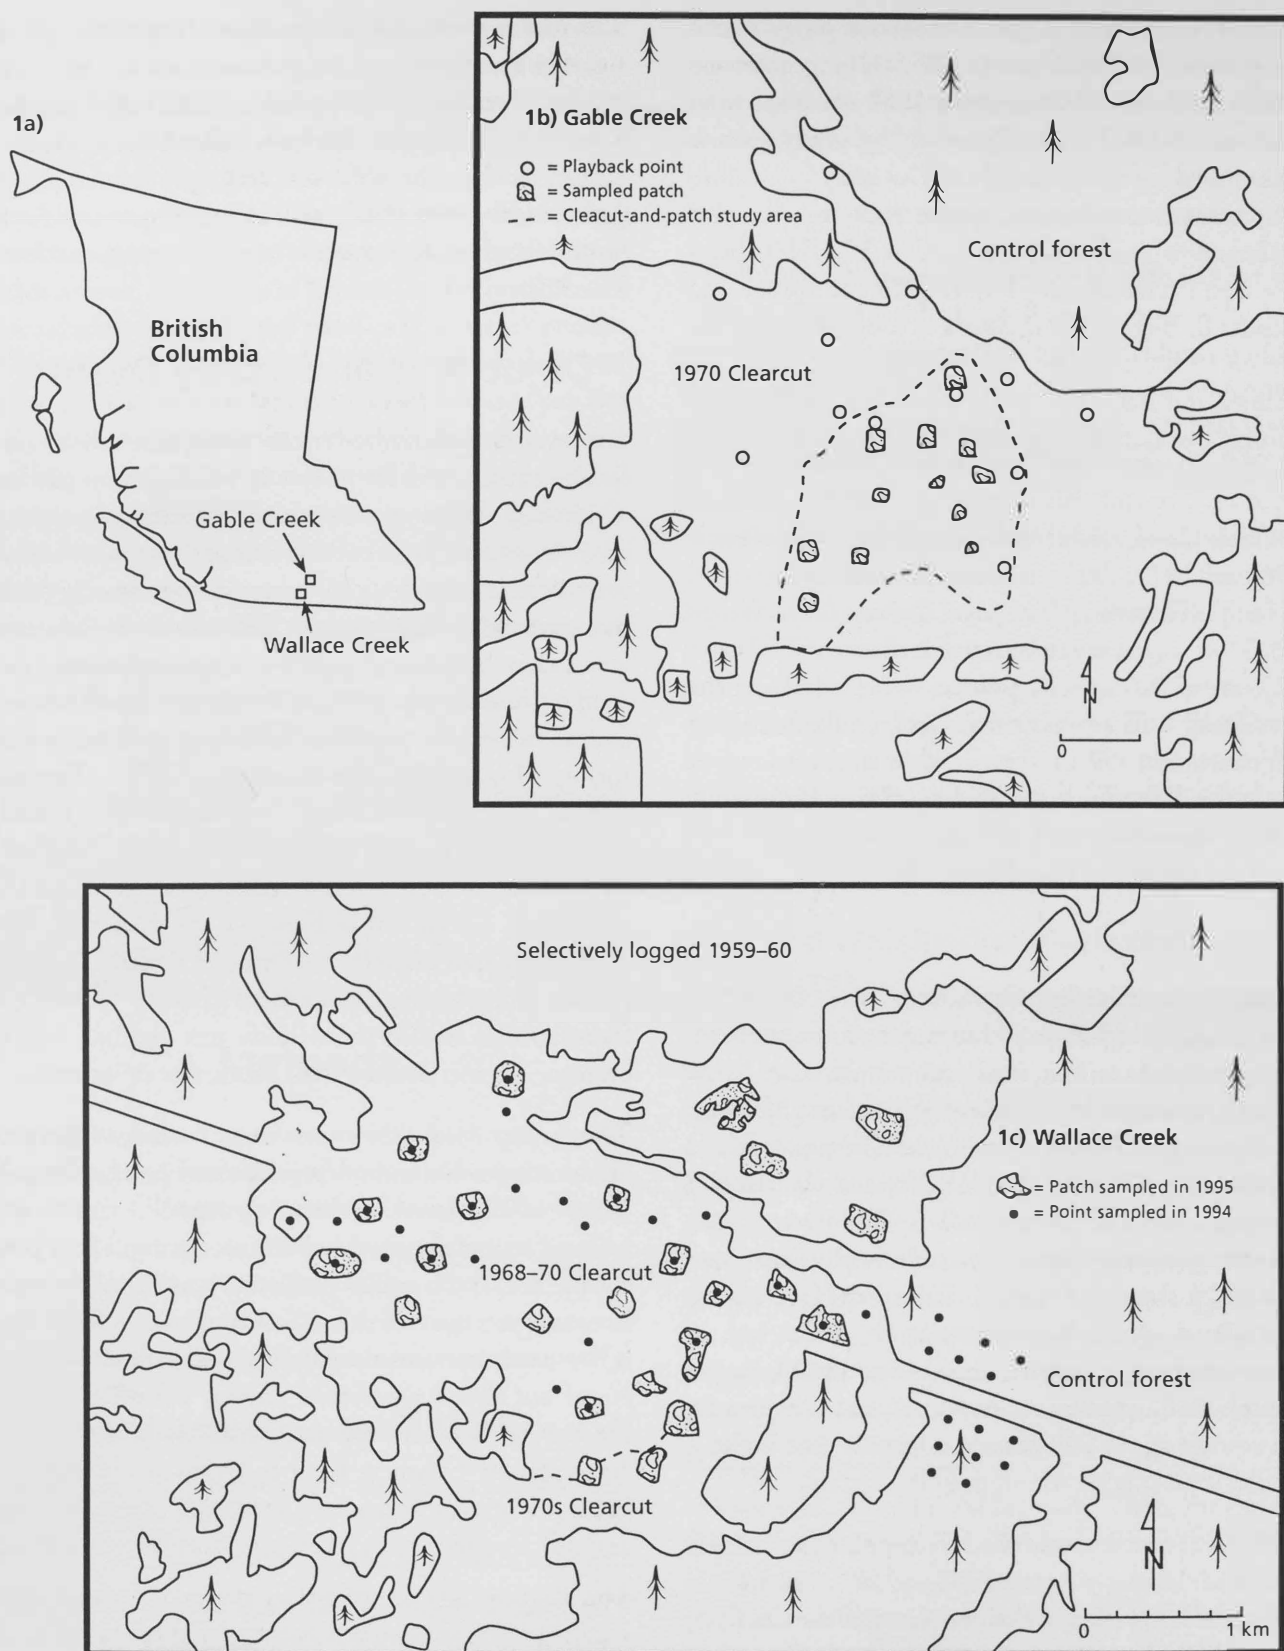 1a)
British
Columbia
Gable Creek
Wallace Creek
1b) Gable Creek
= Playback point
= Sampled patch
= Cleacut-and-patch study area
Control forest
1970 Clearcut
N
0
Selectively logged 1959–60
1c) Wallace Creek
= Patch sampled in 1995
= Point sampled in 1994
1968–70 Clearcut
Control forest
1970s Clearcut
N
0 1 km